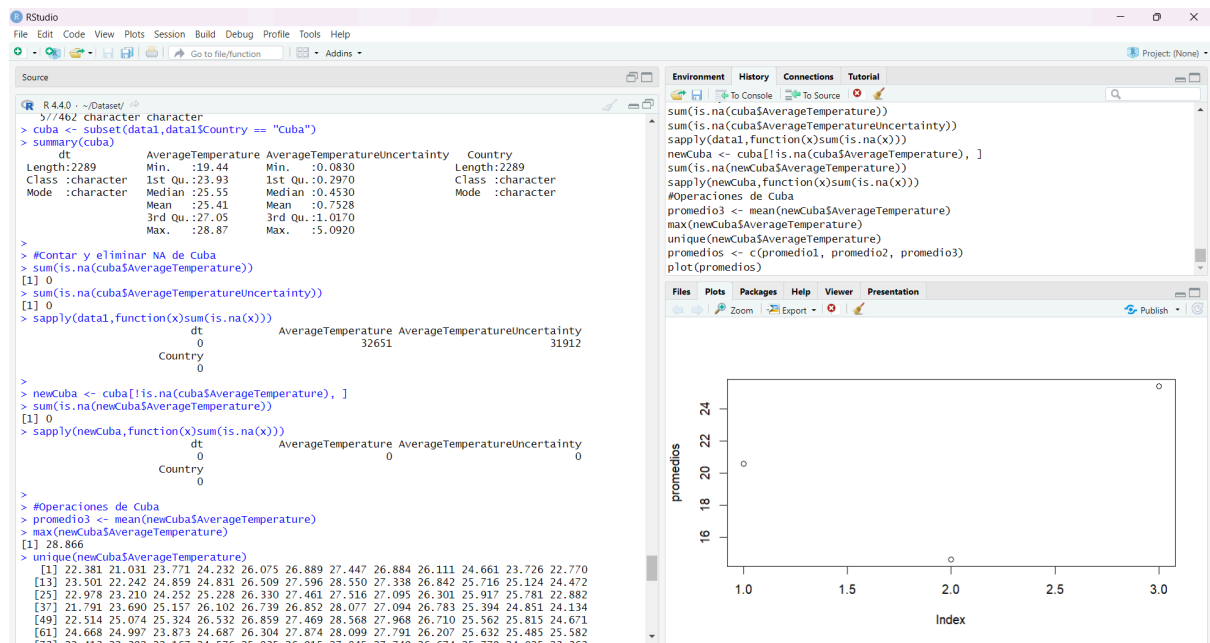 RStudio
File Edit Code View Plots Session Build Debug Profile Tools Help
Go to file/function Addins Project: (None)
Source
R 4.4.0 · ~/Dataset/
577462 character character
> cuba <- subset(data1,data1$Country == "Cuba")
> summary(cuba)
dt AverageTemperature AverageTemperatureUncertainty Country
Length:2289 Min. :19.44 Min. :0.0830 Length:2289
Class :character 1st Qu.:23.93 1st Qu.:0.2970 Class :character
Mode :character Median :25.55 Median :0.4530 Mode :character
Mean :25.41 Mean :0.7528
3rd Qu.:27.05 3rd Qu.:1.0170
Max. :28.87 Max. :5.0920
>
> #Contar y eliminar NA de Cuba
> sum(is.na(cuba$AverageTemperature))
[1] 0
> sum(is.na(cuba$AverageTemperatureUncertainty))
[1] 0
> sapply(data1,function(x)sum(is.na(x)))
dt AverageTemperature AverageTemperatureUncertainty
0 32651 31912
Country
0
>
> newCuba <- cuba[!is.na(cuba$AverageTemperature), ]
> sum(is.na(newCuba$AverageTemperature))
[1] 0
> sapply(newCuba,function(x)sum(is.na(x)))
dt AverageTemperature AverageTemperatureUncertainty
0 0 0
Country
0
>
> #Operaciones de Cuba
> promedio3 <- mean(newCuba$AverageTemperature)
> max(newCuba$AverageTemperature)
[1] 28.866
> unique(newCuba$AverageTemperature)
[1] 22.381 21.031 23.771 24.232 26.075 26.889 27.447 26.884 26.111 24.661 23.726 22.770
[13] 23.501 22.242 24.859 24.831 26.509 27.596 28.550 27.338 26.842 25.716 25.124 24.472
[25] 22.978 23.210 24.252 25.228 26.330 27.461 27.516 27.095 26.301 25.917 25.781 22.882
[37] 21.791 23.690 25.157 26.102 26.739 26.852 28.077 27.094 26.783 25.394 24.851 24.134
[49] 22.514 25.074 25.324 26.532 26.859 27.469 28.568 27.968 26.710 25.562 25.815 24.671
[61] 24.668 24.997 23.873 24.687 26.304 27.874 28.099 27.791 26.207 25.632 25.485 25.582
Environment History Connections Tutorial
To Console To Source
sum(is.na(cuba$AverageTemperature))
sum(is.na(cuba$AverageTemperatureUncertainty))
sapply(data1,function(x)sum(is.na(x)))
newCuba <- cuba[!is.na(cuba$AverageTemperature), ]
sum(is.na(newCuba$AverageTemperature))
sapply(newCuba,function(x)sum(is.na(x)))
#Operaciones de Cuba
promedio3 <- mean(newCuba$AverageTemperature)
max(newCuba$AverageTemperature)
unique(newCuba$AverageTemperature)
promedios <- c(promedio1, promedio2, promedio3)
plot(promedios)
Files Plots Packages Help Viewer Presentation
Zoom Export Publish
24
22
20
18
16
promedios
1.0 1.5 2.0 2.5 3.0
Index